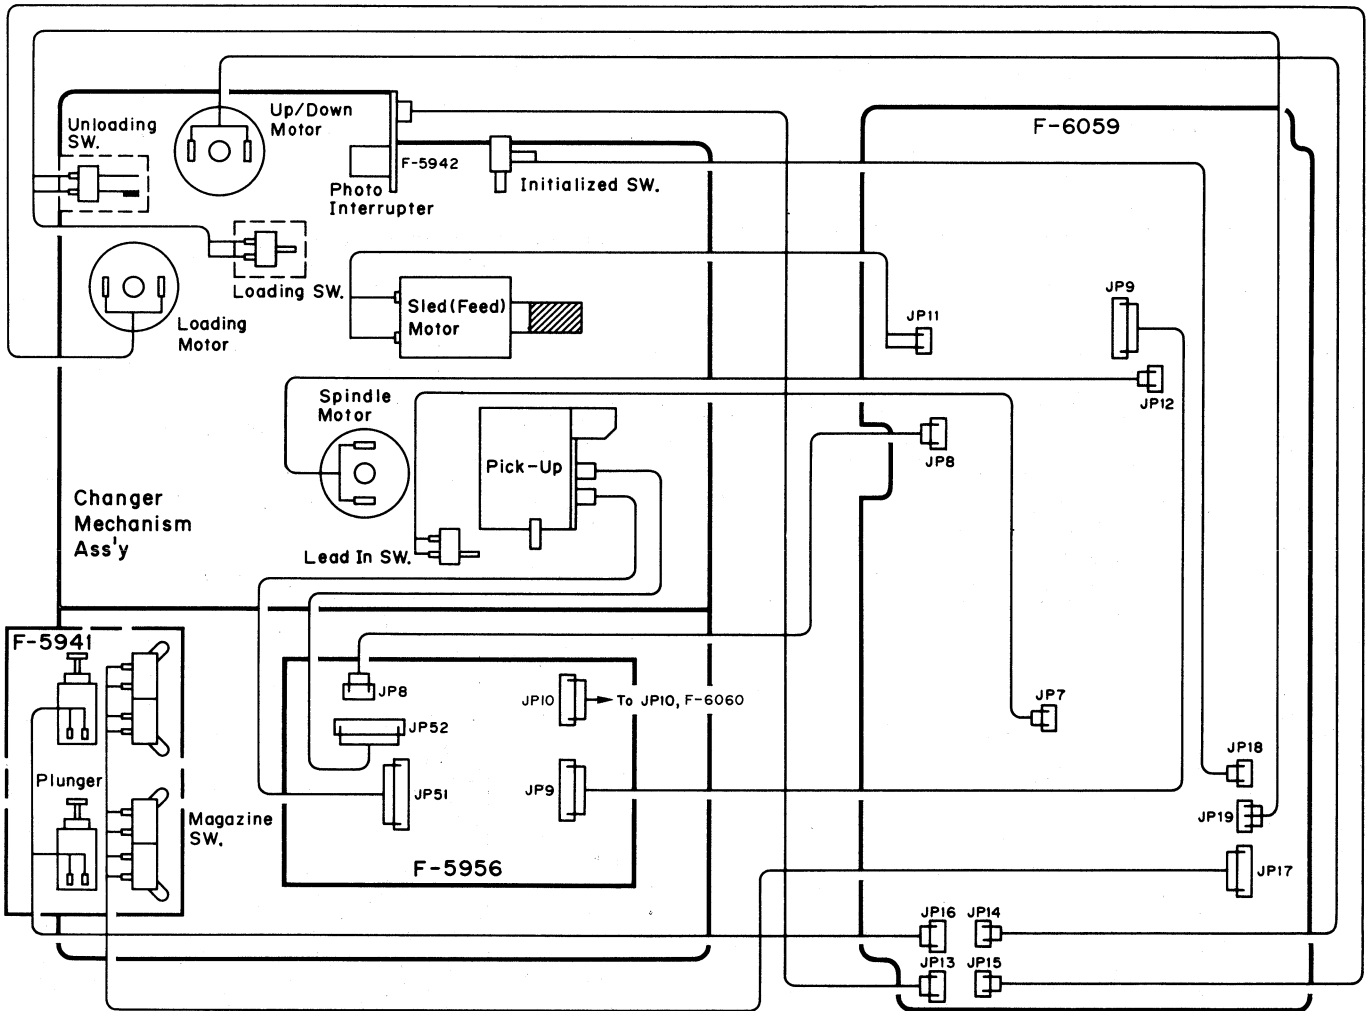 Up/Down
Motor
F-6059
Unloading
SW.
F-5942
Initialized SW.
Photo
Interrupter
Loading SW.
JP9
Sled(Feed)
Motor
JP11
Loading
Motor
JP12
Spindle
Motor
Pick-Up
JP8
Changer
Mechanism
Ass'y
Lead In SW.
F-5941
JP8
JP10
To JP10, F-6060
JP7
JP52
JP18
Plunger
JP51
JP9
Magazine
SW.
JP19
F-5956
JP17
JP16
JP14
JP13
JP15